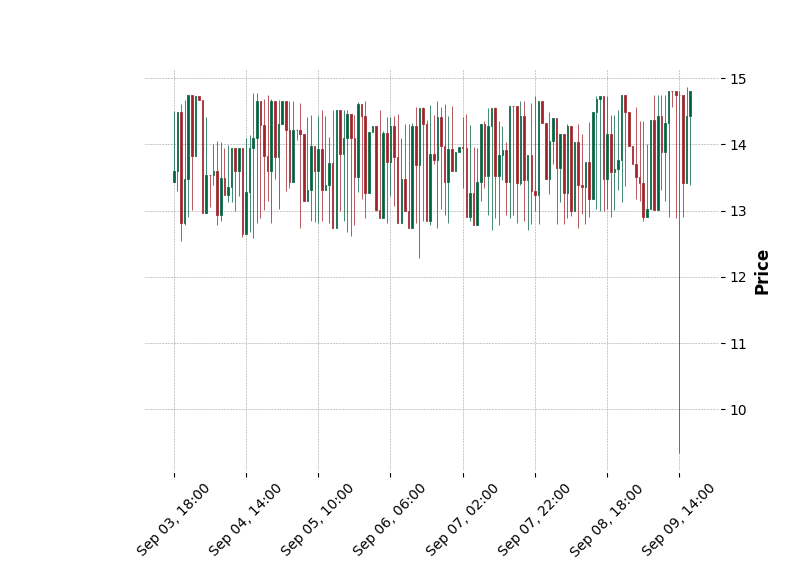 15
14
13
12
11
10
Price
Sep 03, 18:00
Sep 04, 14:00
Sep 05, 10:00
Sep 06, 06:00
Sep 07, 02:00
Sep 07, 22:00
Sep 08, 18:00
Sep 09, 14:00